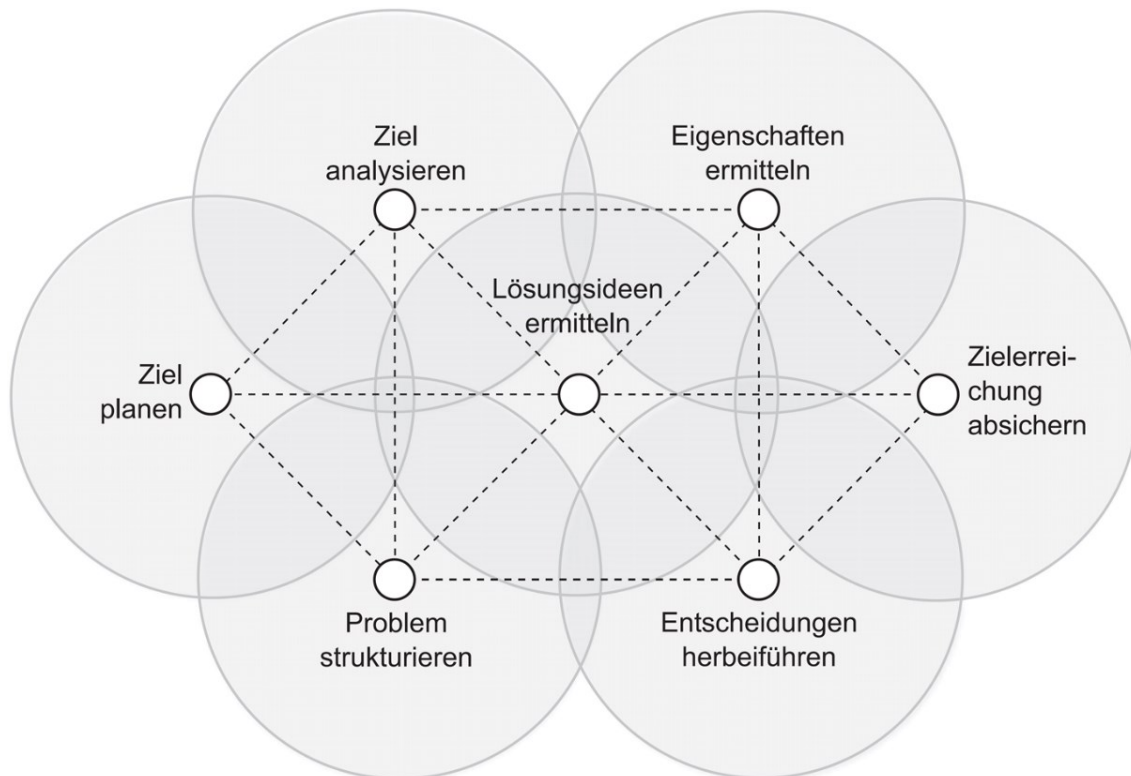 Ziel
analysieren
Eigenschaften
ermitteln
Lösungsideen
ermitteln
Ziel
planen
Zielerrei-
chung
absichern
Problem
strukturieren
Entscheidungen
herbeiführen